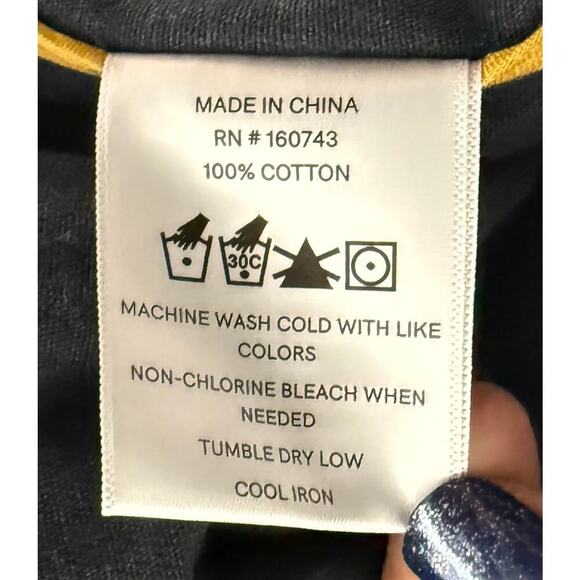 MADE IN CHINA
RN # 160743
100% COTTON
30C
MACHINE WASH COLD WITH LIKE
COLORS
NON-CHLORINE BLEACH WHEN
NEEDED
TUMBLE DRY LOW
COOL IRON